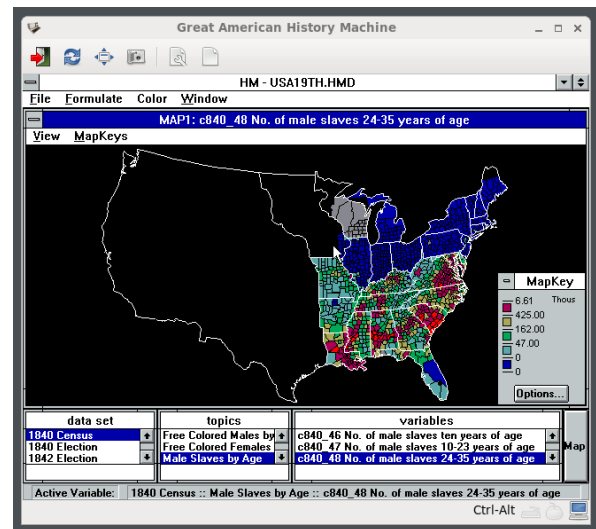 Great American History Machine
HM - USA19TH.HMD
File Formulate Color Window
MAP1: c840_48 No. of male slaves 24-35 years of age
View MapKeys
MapKey
6.61 Thous
425.00
162.00
47.00
0
0
Options...
data set
1840 Census
1840 Election
1842 Election
topics
Free Colored Males by
Free Colored Females
Male Slaves by Age
variables
c840_46 No. of male slaves ten years of age
c840_47 No. of male slaves 10-23 years of age
c840_48 No. of male slaves 24-35 years of age
Map
Active Variable: 1840 Census :: Male Slaves by Age :: c840_48 No. of male slaves 24-35 years of age
Ctrl-Alt